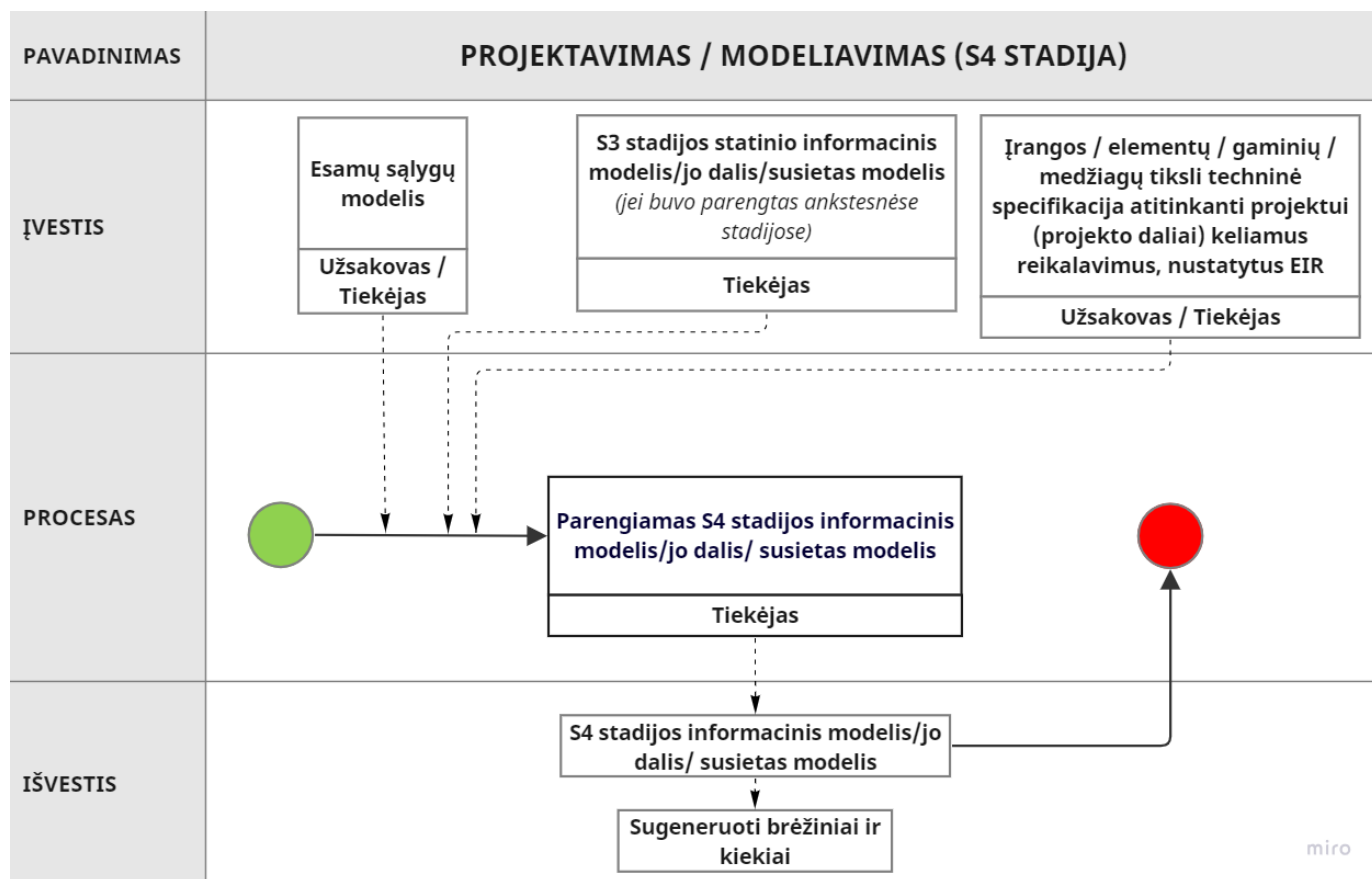 PAVADINIMAS
PROJEKTAVIMAS / MODELIAVIMAS (S4 STADIJA)
ĮVESTIS
Esamų sąlygų
modelis
Užsakovas /
Tiekėjas
S3 stadijos statinio informacinis
modelis/jo dalis/susietas modelis
(jei buvo parengtas ankstesnėse
stadijose)
Tiekėjas
Įrangos / elementų / gaminių /
medžiagų tiksli techninė
specifikacija atitinkanti projektui
(projekto daliai) keliamus
reikalavimus, nustatytus EIR
Užsakovas / Tiekėjas
PROCESAS
Parengiamas S4 stadijos informacinis
modelis/jo dalis/ susietas modelis
Tiekėjas
IŠVESTIS
S4 stadijos informacinis modelis/jo
dalis/ susietas modelis
Sugeneruoti brėžiniai ir
kiekiai
miro